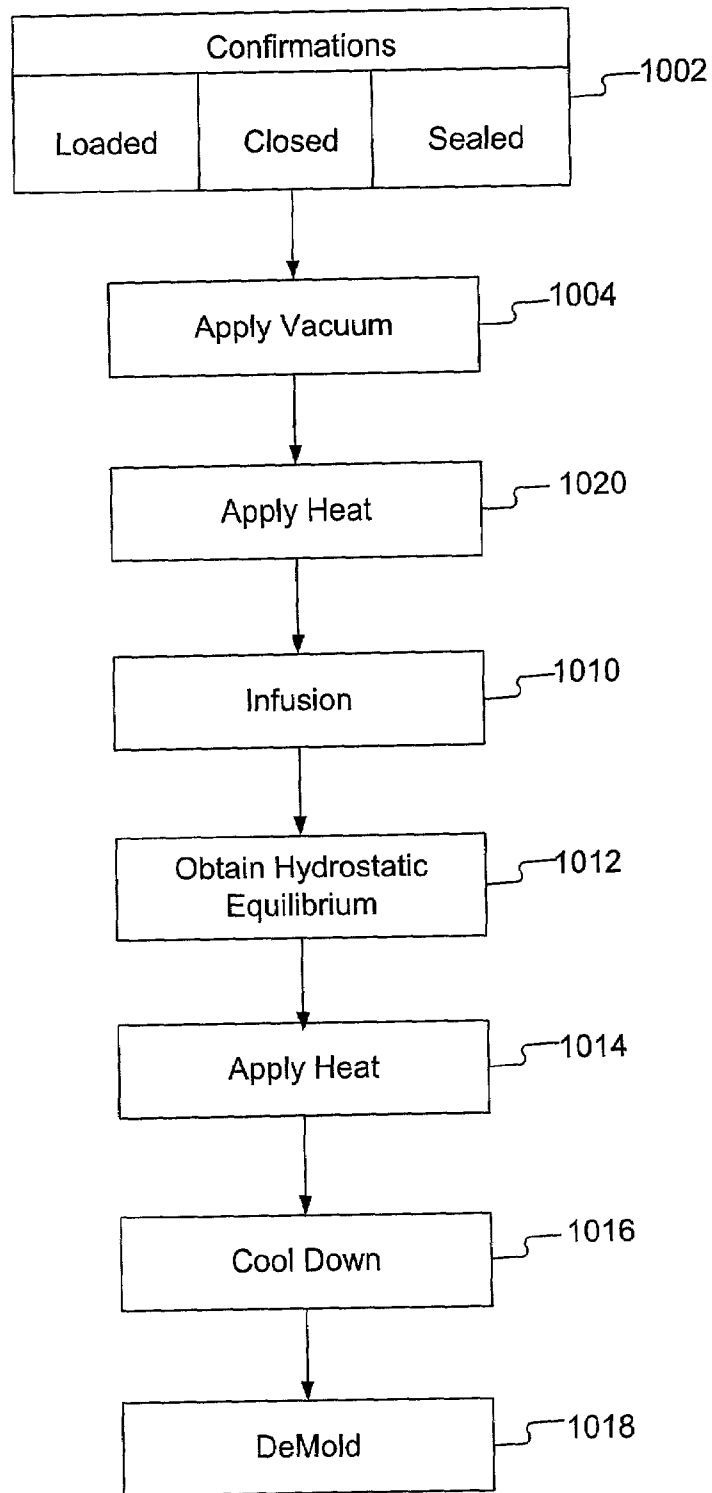 Confirmations
Loaded Closed Sealed
1002
Apply Vacuum
1004
Apply Heat
1020
Infusion
1010
Obtain Hydrostatic
Equilibrium
1012
Apply Heat
1014
Cool Down
1016
DeMold
1018